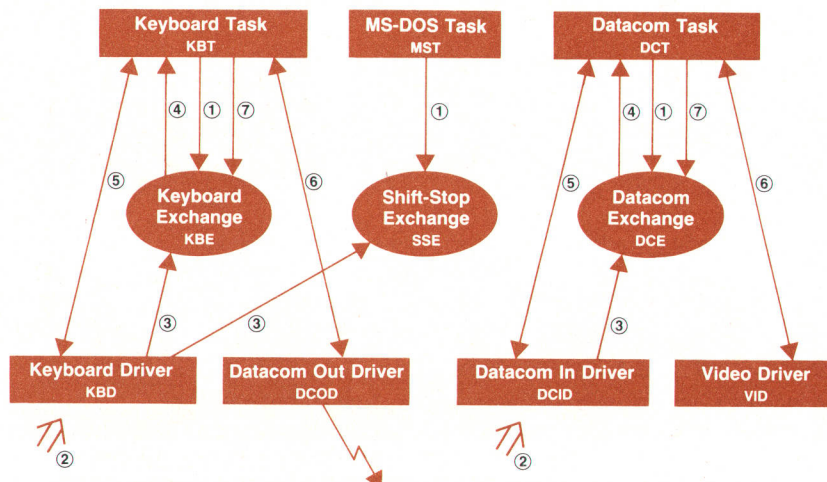 Keyboard Task
KBT
MS-DOS Task
MST
Datacom Task
DCT
④ ① ⑦
①
④ ① ⑦
⑤
Keyboard
Exchange
KBE
⑥
Shift-Stop
Exchange
SSE
⑤
Datacom
Exchange
DCE
⑥
③
③
③
Keyboard Driver
KBD
Datacom Out Driver
DCOD
Datacom In Driver
DCID
Video Driver
VID
②
②